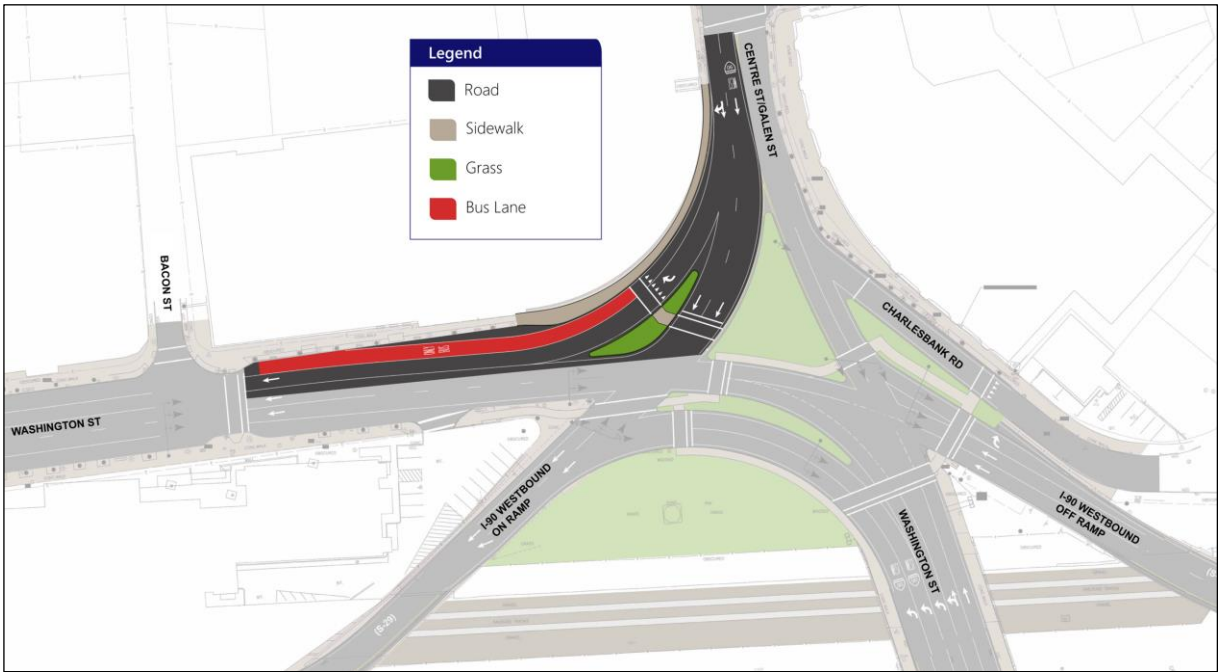 Legend
Road
Sidewalk
Grass
Bus Lane
CENTRE ST/GALEN ST
BACON ST
CHARLESBANK RD
WASHINGTON ST
I-90 WESTBOUND
ON RAMP
I-90 WESTBOUND
OFF RAMP
WASHINGTON ST
(S-29)